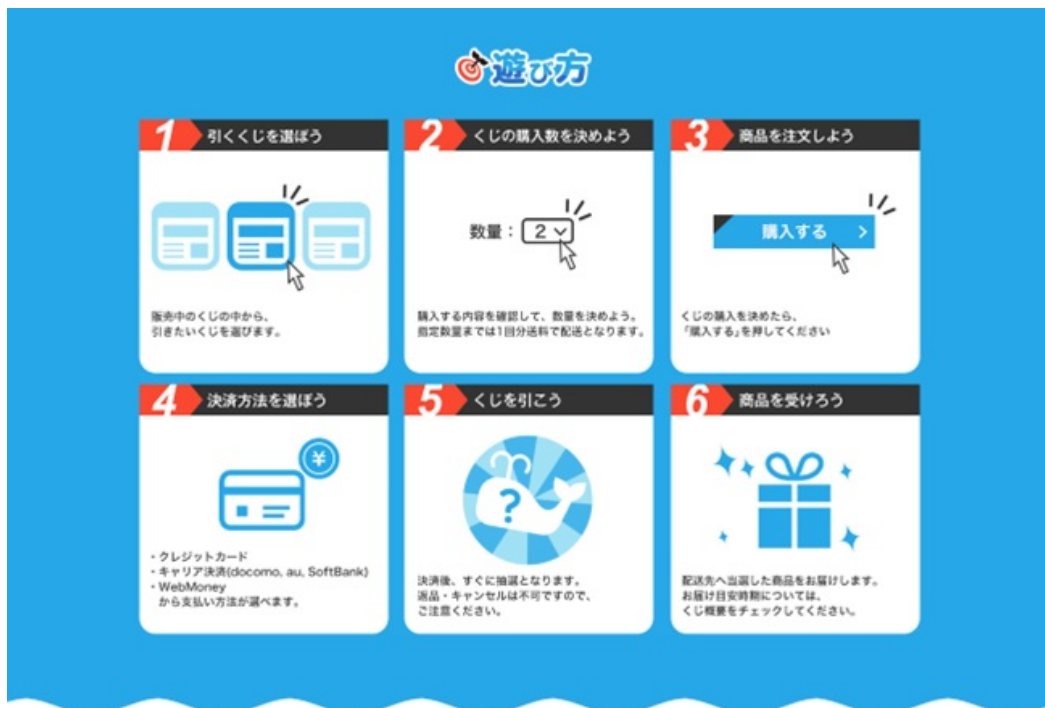 遊び方
1 引くくじを選ぼう
販売中のくじの中から、
引きたいくじを選びます。
2 くじの購入数を決めよう
数量：2
購入する内容を確認して、数量を決めよう。
指定数量までは1回分送料で配送となります。
3 商品を注文しよう
購入する
くじの購入を決めたら、
「購入する」を押してください
4 決済方法を選ぼう
¥
・クレジットカード
・キャリア決済(docomo, au, SoftBank)
・WebMoney
から支払い方法が選べます。
5 くじを引こう
?
決済後、すぐに抽選となります。
返品・キャンセルは不可ですので、
ご注意ください。
6 商品を受けろう
配送先へ当選した商品をお届けします。
お届け目安時期については、
くじ概要をチェックしてください。